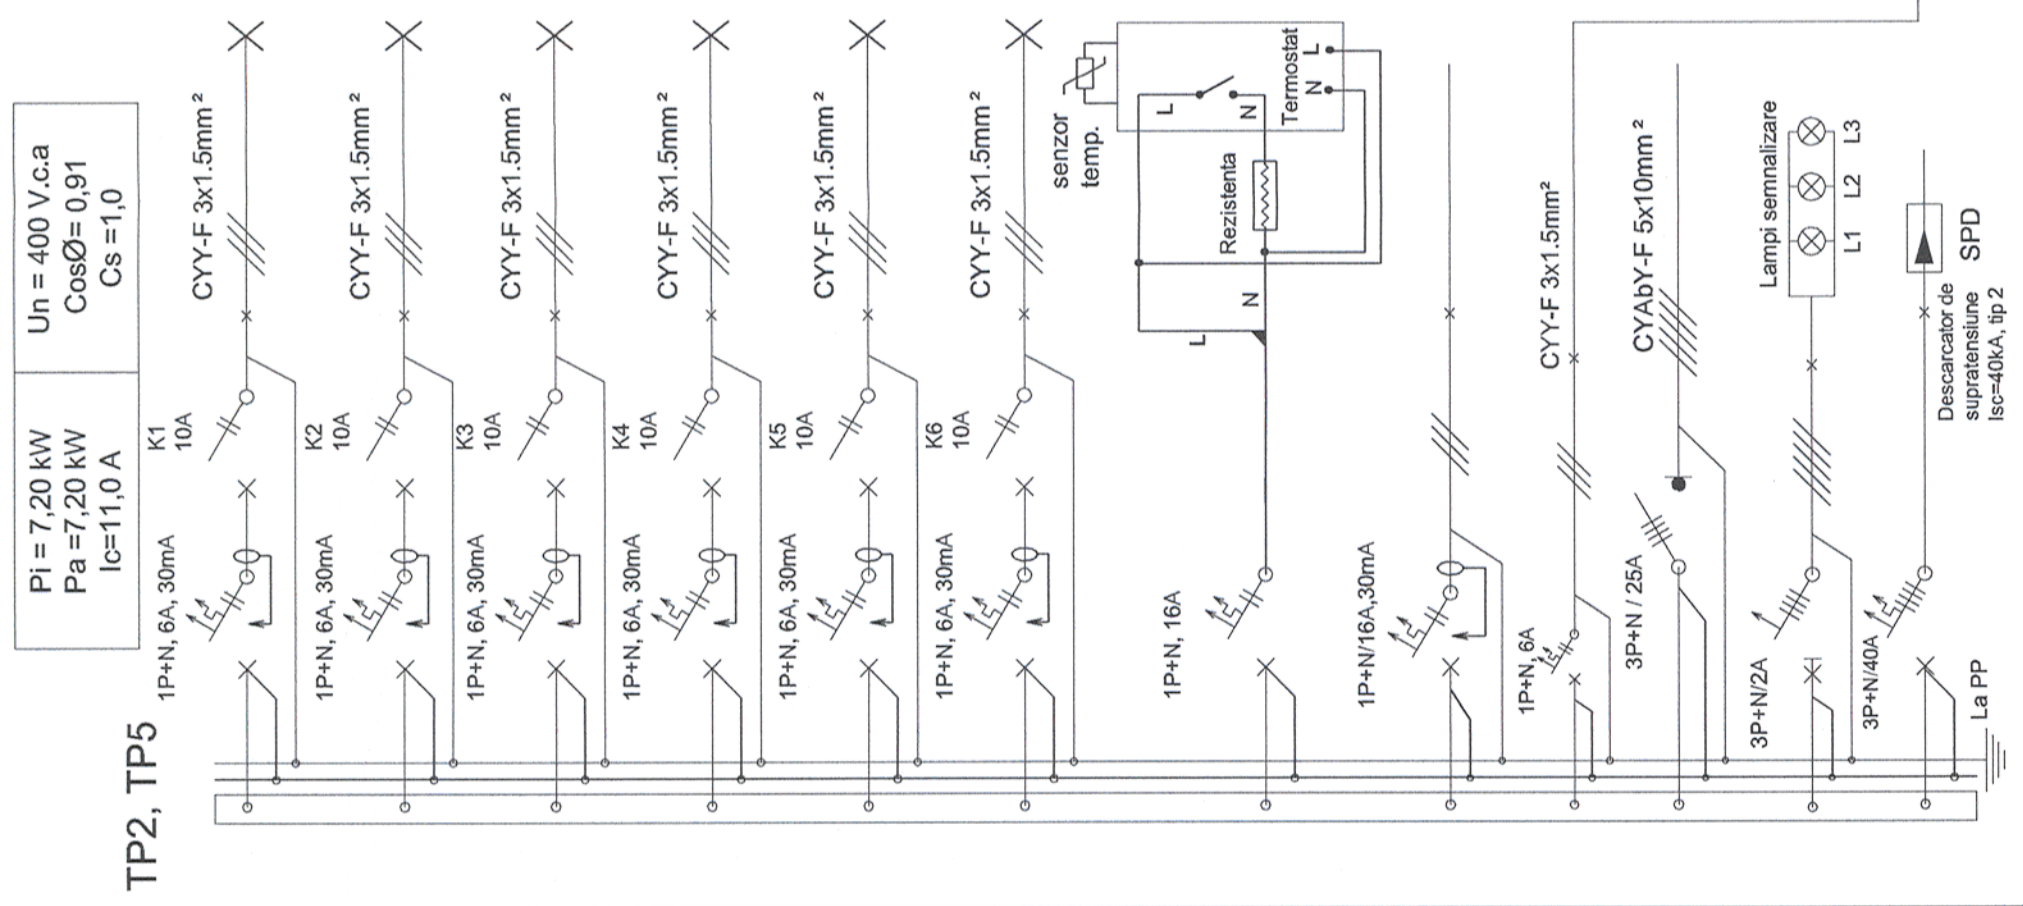 TP2, TP5
Pi = 7,20 kW
Pa =7,20 kW
Ic=11,0 A
Un = 400 V.c.a
CosØ= 0,91
Cs =1,0
1P+N, 6A, 30mA
K1
10A
CYY-F 3x1.5mm²
1P+N, 6A, 30mA
K2
10A
CYY-F 3x1.5mm²
1P+N, 6A, 30mA
K3
10A
CYY-F 3x1.5mm²
1P+N, 6A, 30mA
K4
10A
CYY-F 3x1.5mm²
1P+N, 6A, 30mA
K5
10A
CYY-F 3x1.5mm²
1P+N, 6A, 30mA
K6
10A
CYY-F 3x1.5mm²
1P+N, 16A
L
N
Rezistenta
senzor
temp.
L
N
Termostat
N
L
1P+N/16A,30mA
1P+N, 6A
CYY-F 3x1.5mm²
3P+N / 25A
CYAbY-F 5x10mm²
3P+N/2A
Lampi semnalizare
L1
L2
L3
3P+N/40A
Descarcator de
supratensiune
Isc=40kA, tip 2
SPD
La PP